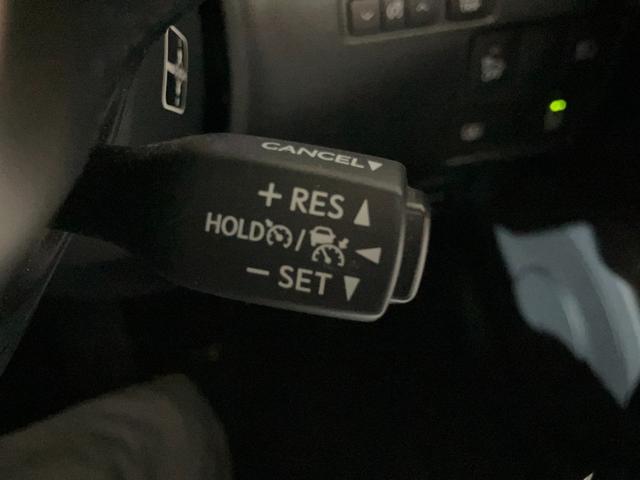 CANCEL▼
+ RES ▲
HOLD / ◀
− SET ▼